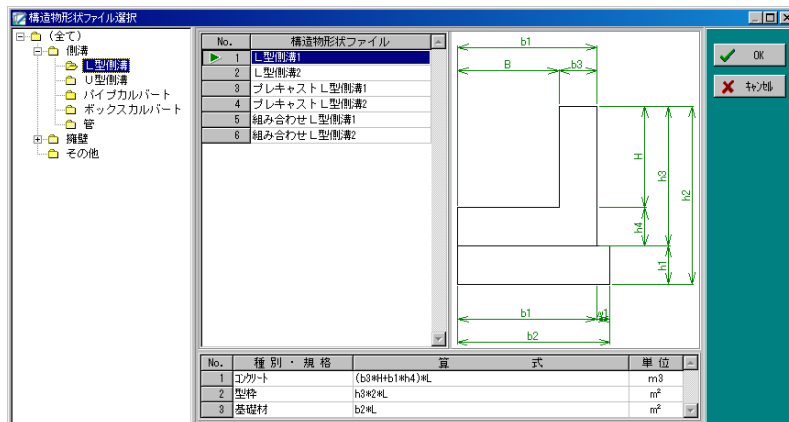 構造物形状ファイル選択
(全て)
側溝
L型側溝
U型側溝
パイプカルバート
ボックスカルバート
管
擁壁
その他
No. 構造物形状ファイル
1 L型側溝1
2 L型側溝2
3 プレキャストL型側溝1
4 プレキャストL型側溝2
5 組み合わせL型側溝1
6 組み合わせL型側溝2
b1
B b3
H
h3
h2
h4
h1
b1 w1
b2
OK
キャンセル
No. 種別・規格 算式 単位
1 コンクリート (b3*H+b1*h4)*L m3
2 型枠 h3*2*L m²
3 基礎材 b2*L m²